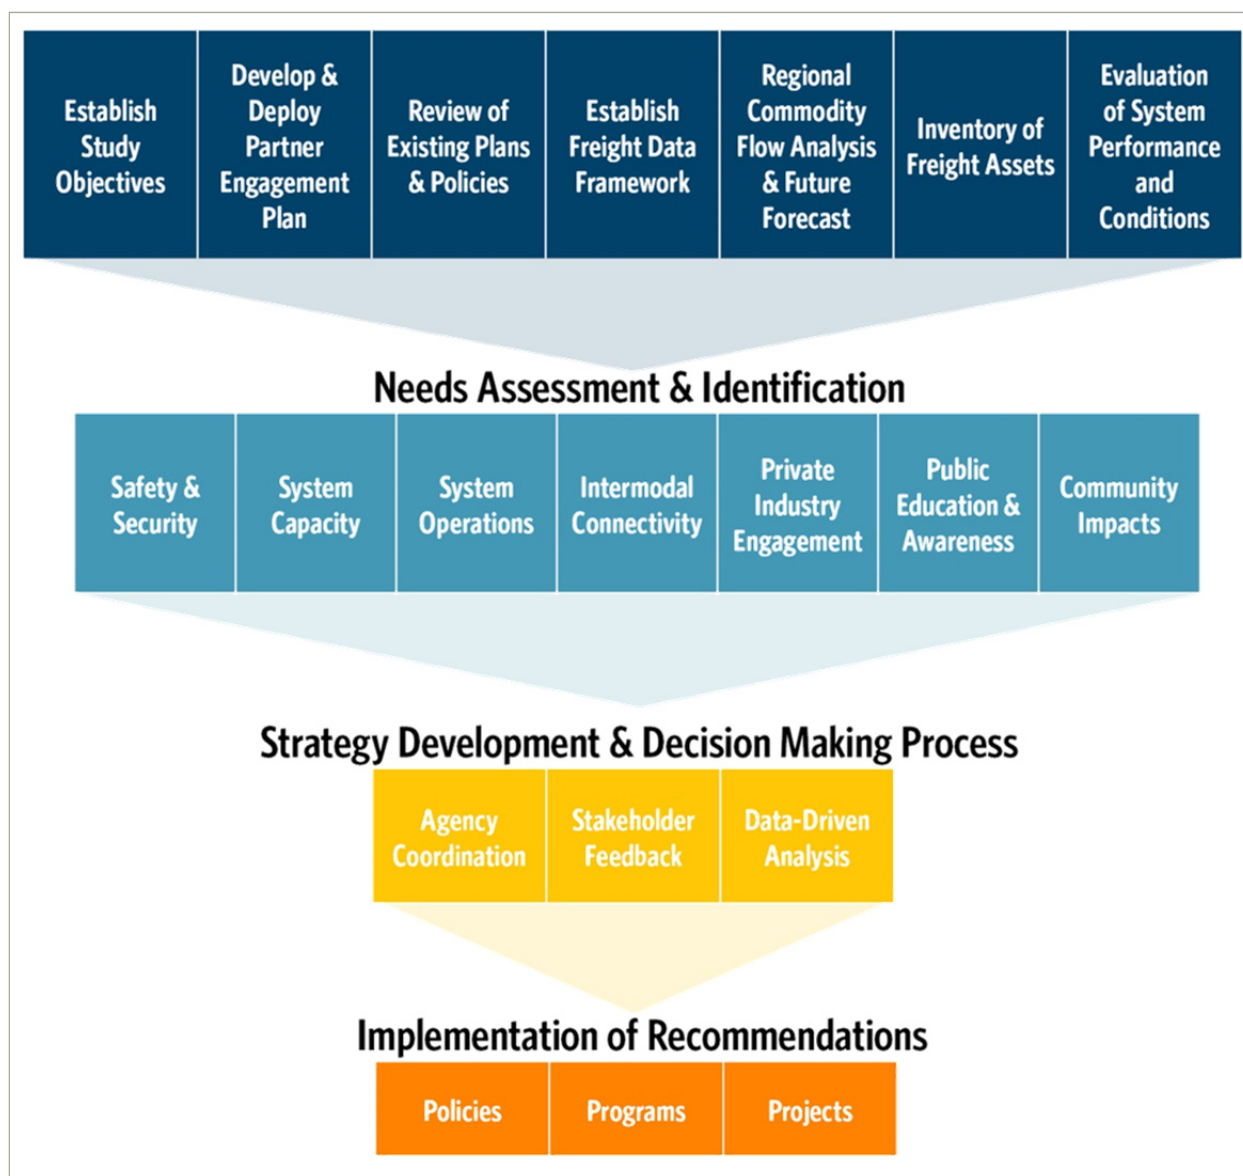 Establish
Study
Objectives
Develop &
Deploy
Partner
Engagement
Plan
Review of
Existing Plans
& Policies
Establish
Freight Data
Framework
Regional
Commodity
Flow Analysis
& Future
Forecast
Inventory of
Freight Assets
Evaluation
of System
Performance
and
Conditions
Needs Assessment & Identification
Safety &
Security
System
Capacity
System
Operations
Intermodal
Connectivity
Private
Industry
Engagement
Public
Education &
Awareness
Community
Impacts
Strategy Development & Decision Making Process
Agency
Coordination
Stakeholder
Feedback
Data-Driven
Analysis
Implementation of Recommendations
Policies
Programs
Projects